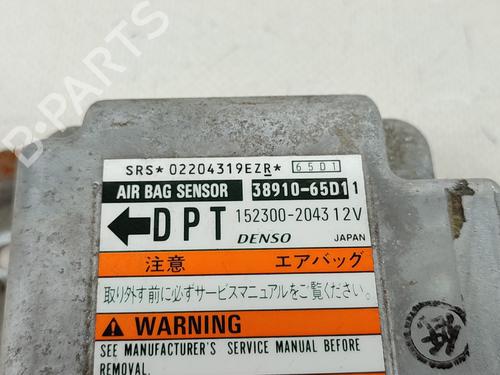 B-PARTS
SRS* 02204319EZR* 65D1
AIR BAG SENSOR 38910-65D11
DPT 152300-2043 12V
DENSO JAPAN
注意 エアバッグ
取り外す前に必ずサービスマニュアルをご覧ください。
WARNING
SEE MANUFACTURER'S SERVICE MANUAL BEFORE
REMOVAL.